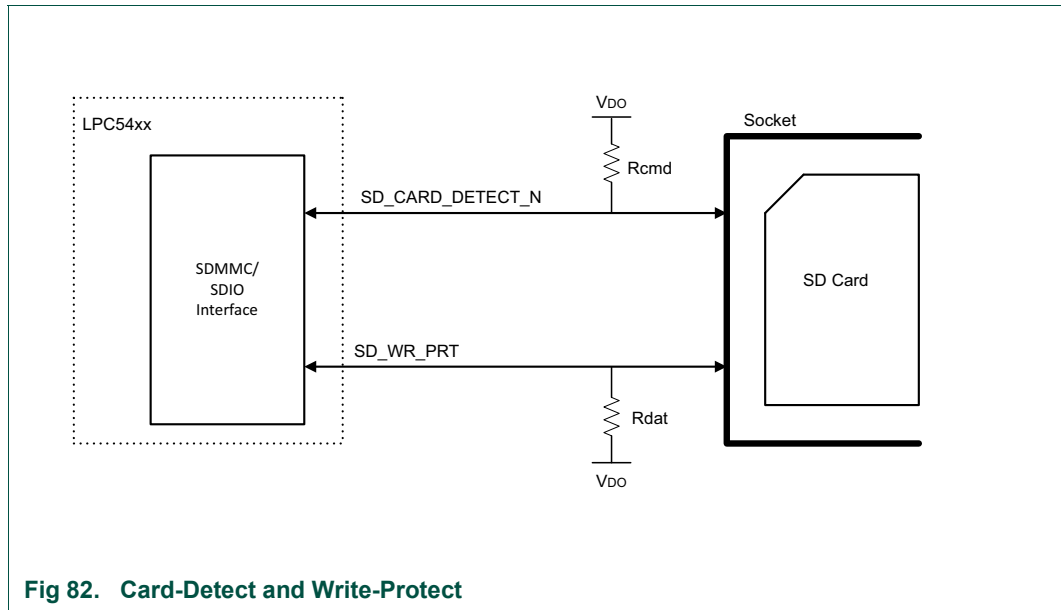 LPC54xx
SDMMC/
SDIO
Interface
SD_CARD_DETECT_N
VDO
Rcmd
Socket
SD Card
SD_WR_PRT
Rdat
VDO
Fig 82. Card-Detect and Write-Protect